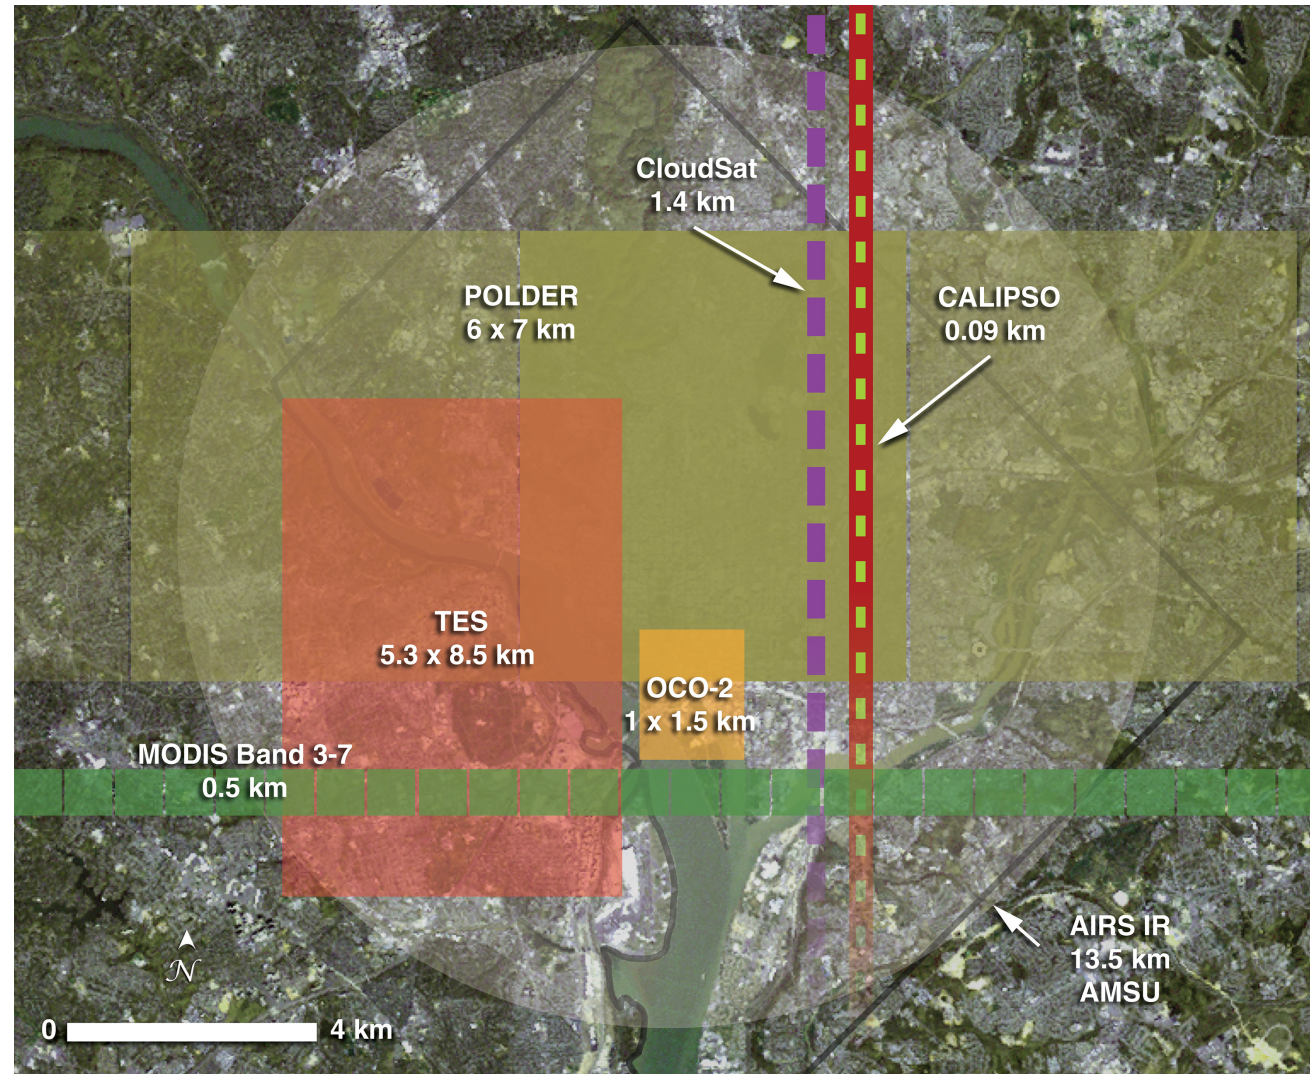 CloudSat
1.4 km
POLDER
6 x 7 km
CALIPSO
0.09 km
TES
5.3 x 8.5 km
OCO-2
1 x 1.5 km
MODIS Band 3-7
0.5 km
AIRS IR
13.5 km
AMSU
N
0 4 km